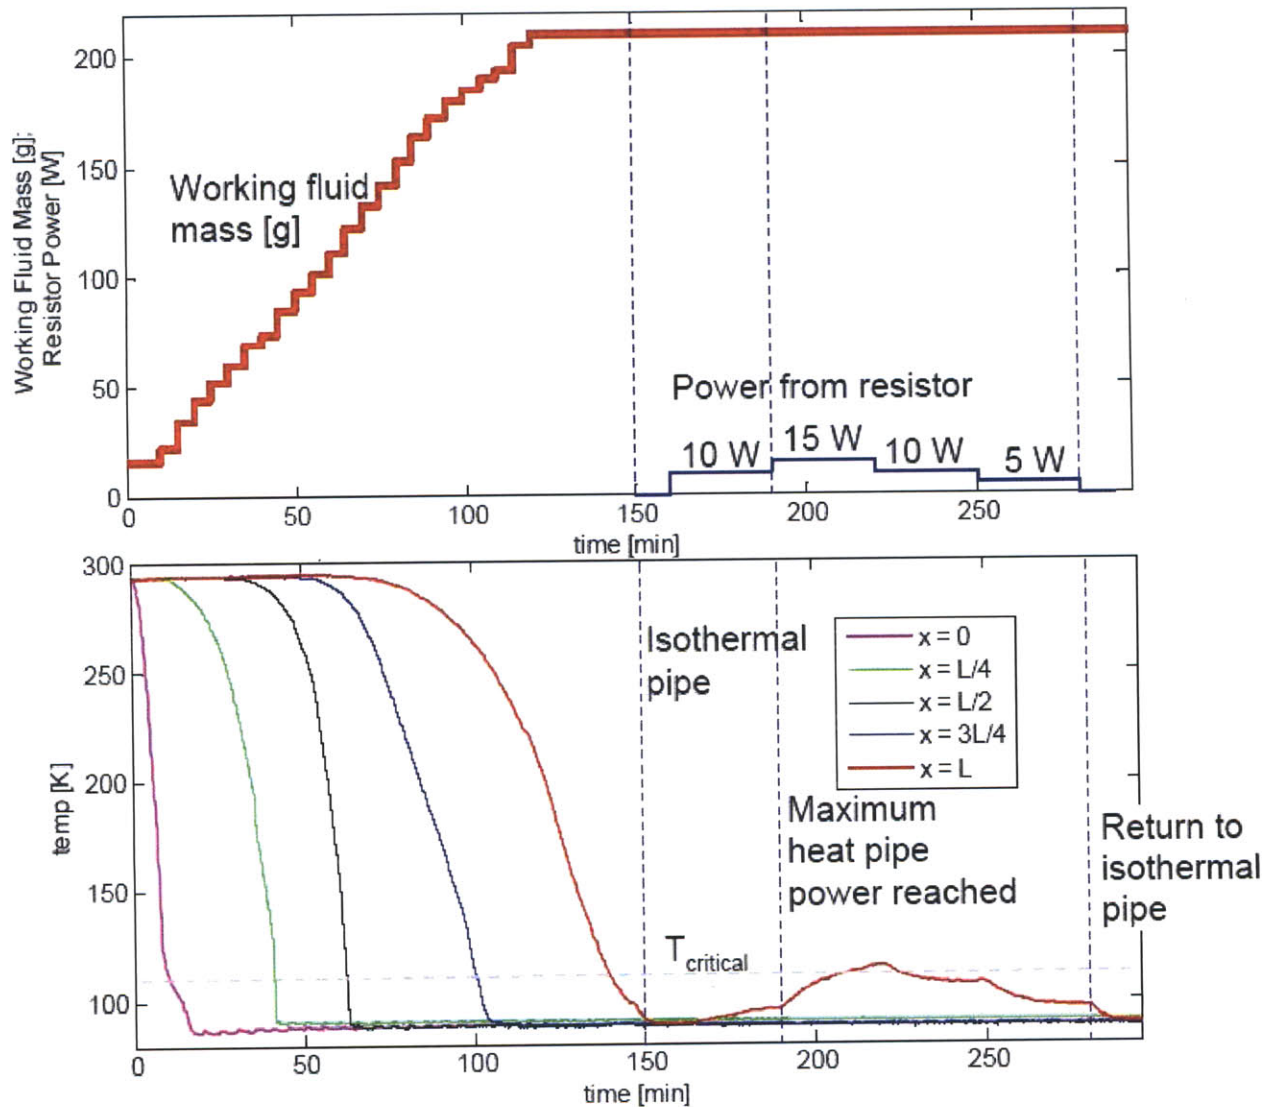 200
150
100
50
0
Working Fluid Mass [g];
Resistor Power [W]
Working fluid
mass [g]
Power from resistor
10 W
15 W
10 W
5 W
0
50
100
150
200
250
time [min]
300
250
200
150
100
temp [K]
Isothermal
pipe
x = 0
x = L/4
x = L/2
x = 3L/4
x = L
Maximum
heat pipe
power reached
Return to
isothermal
pipe
Tcritical
0
50
100
150
200
250
time [min]